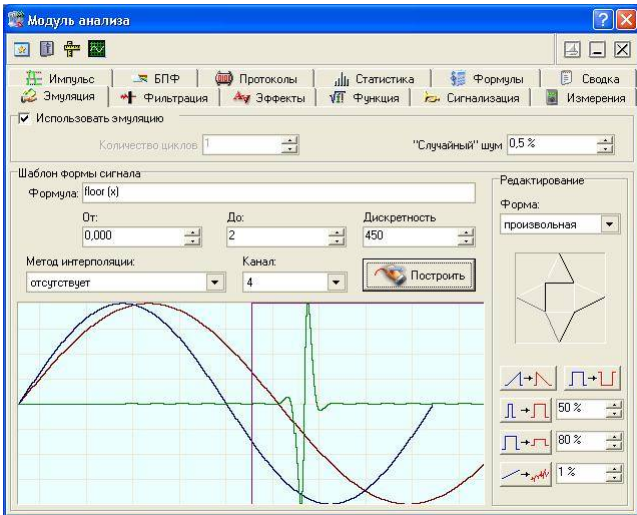 Модуль анализа
Импульс БПФ Протоколы Статистика Формулы Сводка
Эмуляция Фильтрация Эффекты Функция Сигнализация Измерения
Использовать эмуляцию
Количество циклов 1 "Случайный" шум 0,5 %
Шаблон формы сигнала
Формула: floor (x)
От: До: Дискретность
0,000 2 450
Метод интерполяции: Канал:
отсутствует 4 Построить
Редактирование
Форма:
произвольная
50 %
80 %
1 %